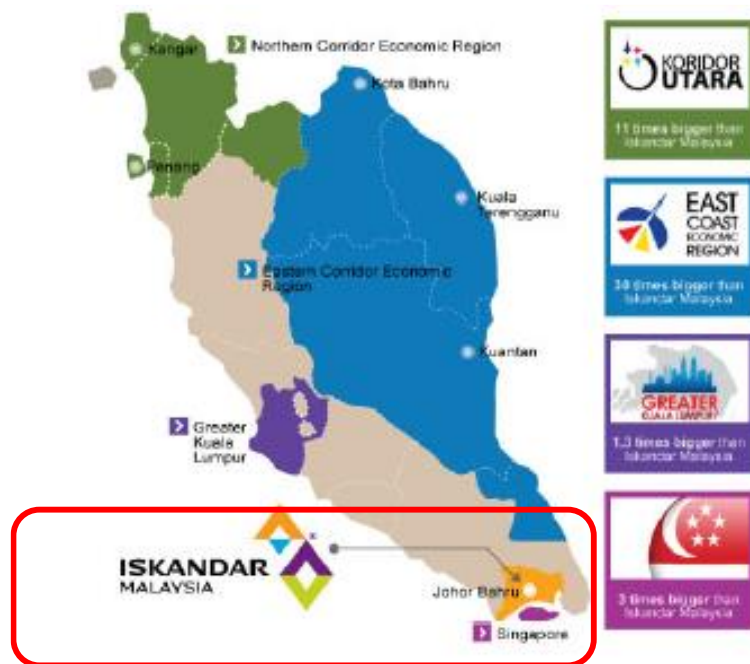 Kangar
Northern Corridor Economic Region
Kota Bahru
Penang
Kuala
Terengganu
Eastern Corridor Economic
Region
Kuantan
Greater
Kuala
Lumpur
ISKANDAR
MALAYSIA
Johor Bahru
Singapore
KORIDOR
UTARA
11 times bigger than
Iskandar Malaysia
EAST
COAST
ECONOMIC
REGION
times bigger than
Iskandar Malaysia
GREATER
KUALA LUMPUR
1.3 times bigger than
Iskandar Malaysia
3 times bigger than
Iskandar Malaysia